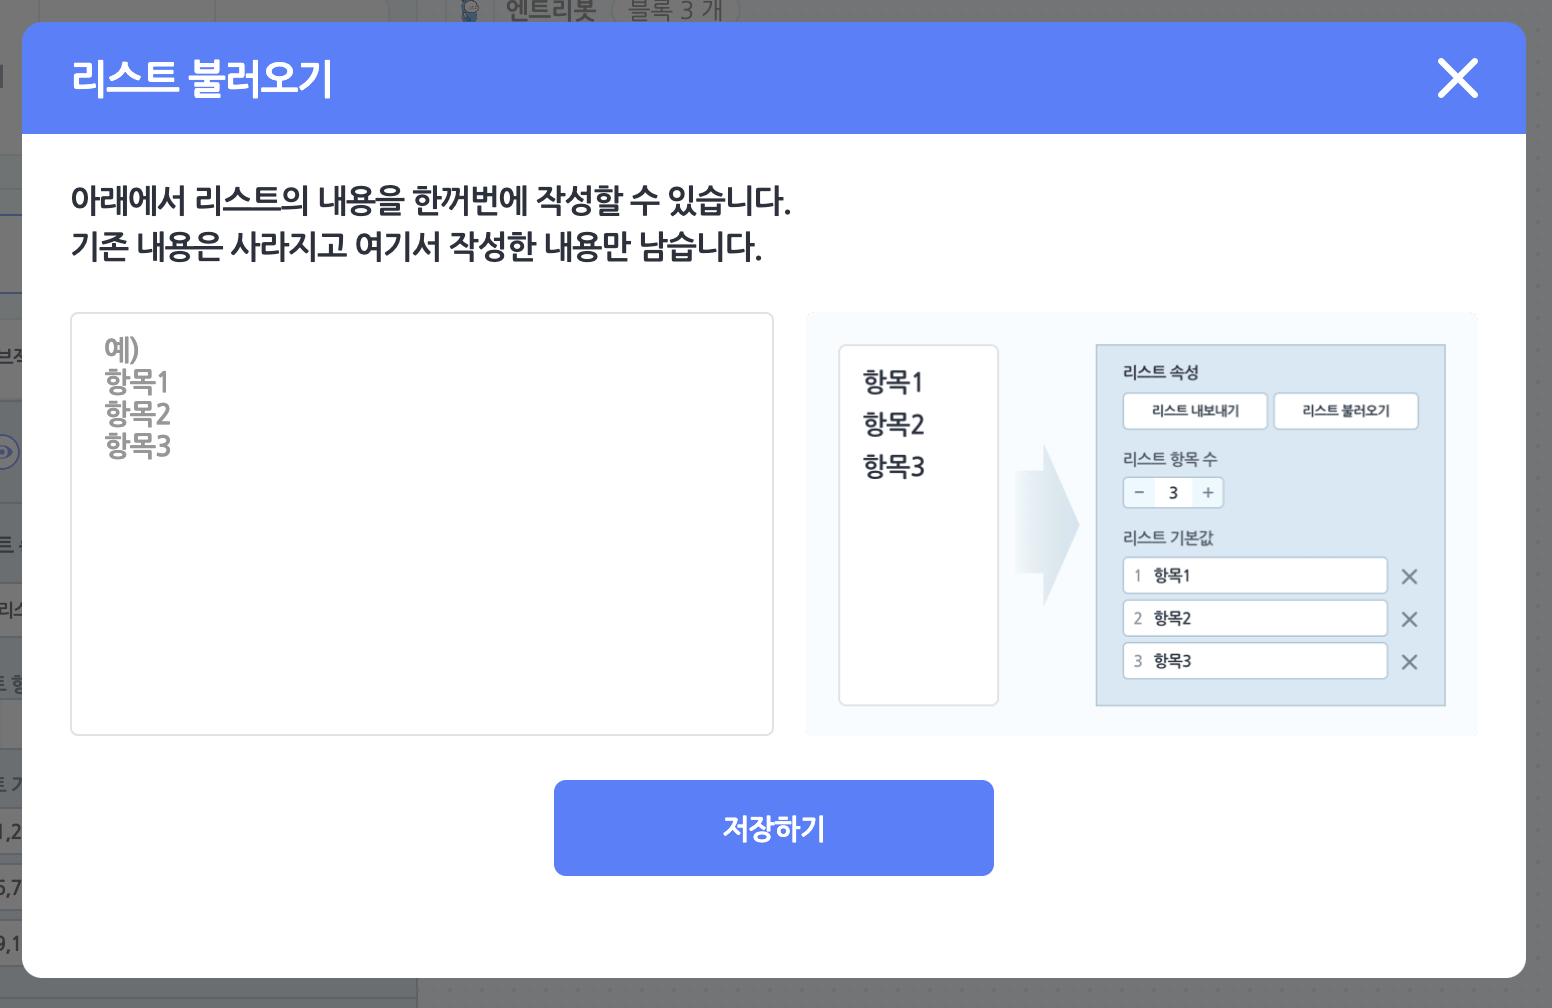 엔트리봇 블록 3 개
리스트 불러오기
아래에서 리스트의 내용을 한꺼번에 작성할 수 있습니다.
기존 내용은 사라지고 여기서 작성한 내용만 남습니다.
예)
항목1
항목2
항목3
항목1
항목2
항목3
리스트 속성
리스트 내보내기 리스트 불러오기
리스트 항목 수
− 3 +
리스트 기본값
1 항목1
2 항목2
3 항목3
저장하기